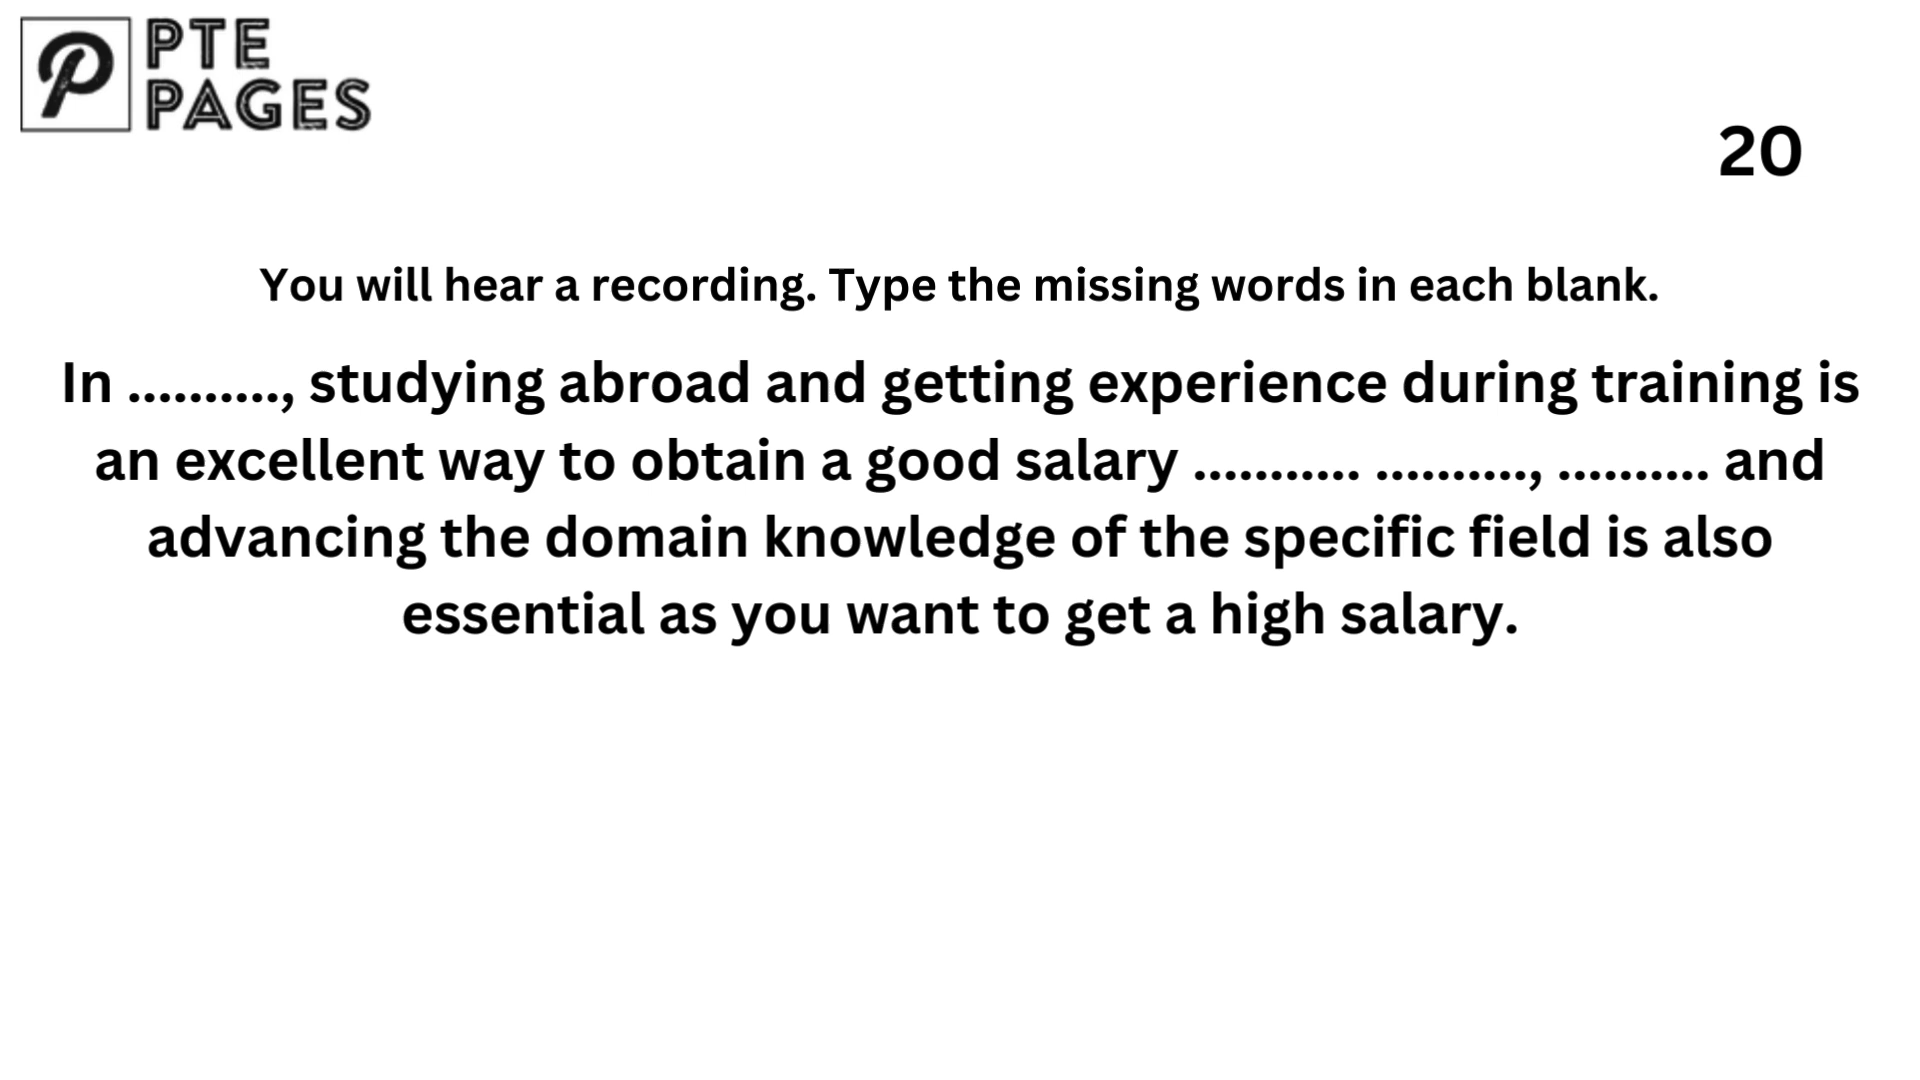 PTE
PAGES
20
You will hear a recording. Type the missing words in each blank.
In .........., studying abroad and getting experience during training is
an excellent way to obtain a good salary ........... .........., .......... and
advancing the domain knowledge of the specific field is also
essential as you want to get a high salary.